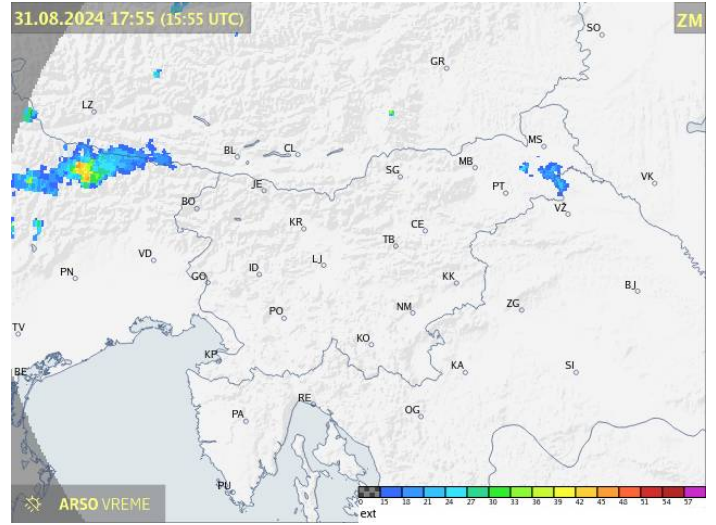 31.08.2024 17:55 (15:55 UTC)
ZM
SO
GR
LZ
MS
BL
CL
MB
SG
VK
JE
PT
BO
VŽ
KR
CE
TB
VD
LJ
PN
GO
ID
KK
BJ
NM
ZG
PO
TV
KO
KP
BE
KA
SI
RE
PA
OG
PU
ARSO VREME
0 15 18 21 24 27 30 33 36 39 42 45 48 51 54 57
ext